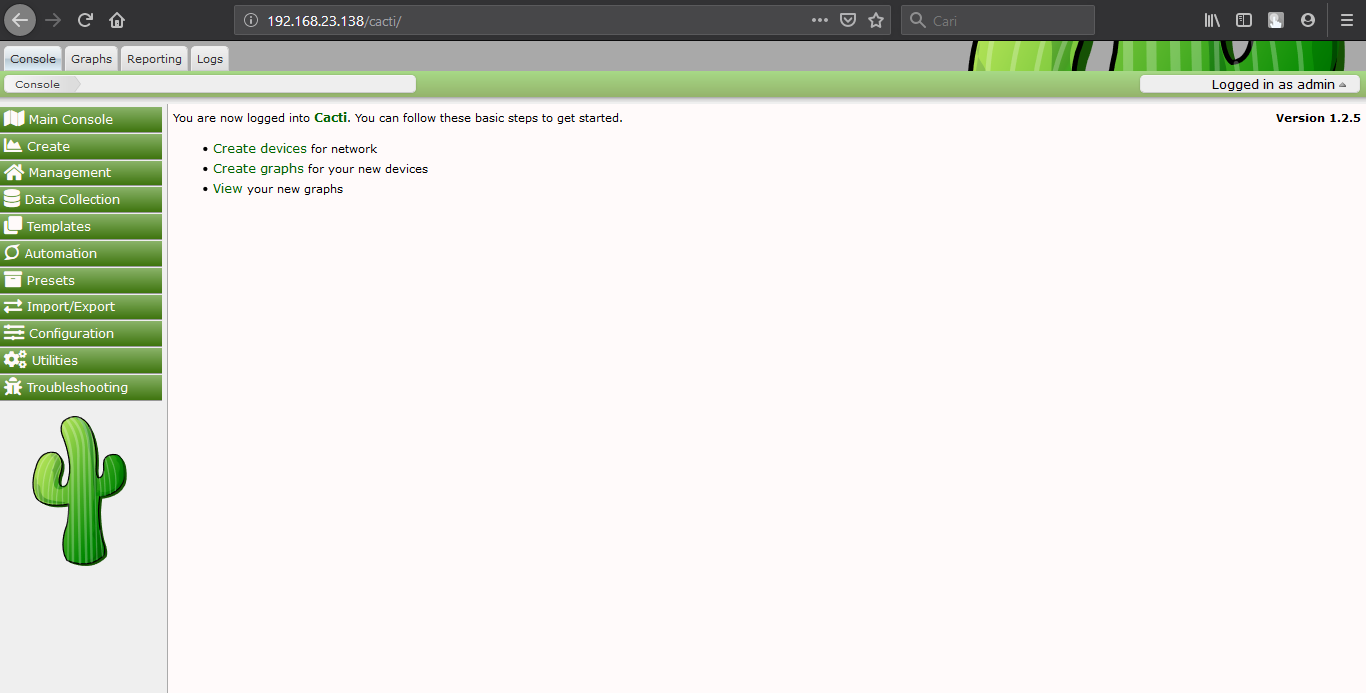 192.168.23.138/cacti/
Cari
Console Graphs Reporting Logs
Console
Logged in as admin
Main Console
Create
Management
Data Collection
Templates
Automation
Presets
Import/Export
Configuration
Utilities
Troubleshooting
You are now logged into Cacti. You can follow these basic steps to get started.
Version 1.2.5
• Create devices for network
• Create graphs for your new devices
• View your new graphs